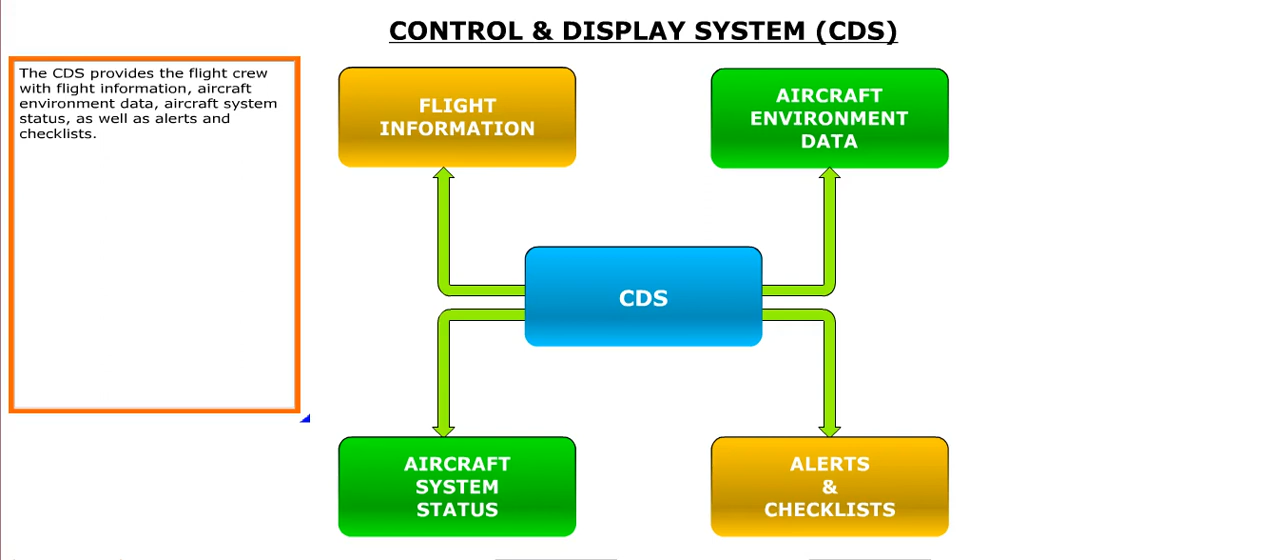 CONTROL & DISPLAY SYSTEM (CDS)
The CDS provides the flight crew
with flight information, aircraft
environment data, aircraft system
status, as well as alerts and
checklists.
FLIGHT
INFORMATION
AIRCRAFT
ENVIRONMENT
DATA
CDS
AIRCRAFT
SYSTEM
STATUS
ALERTS
&
CHECKLISTS